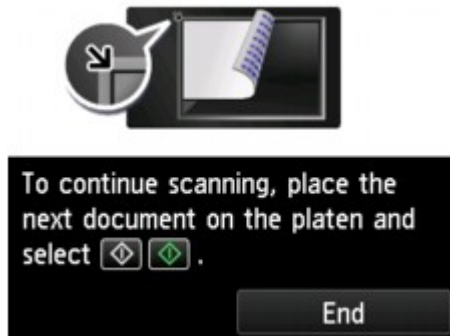 To continue scanning, place the
next document on the platen and
select .
End